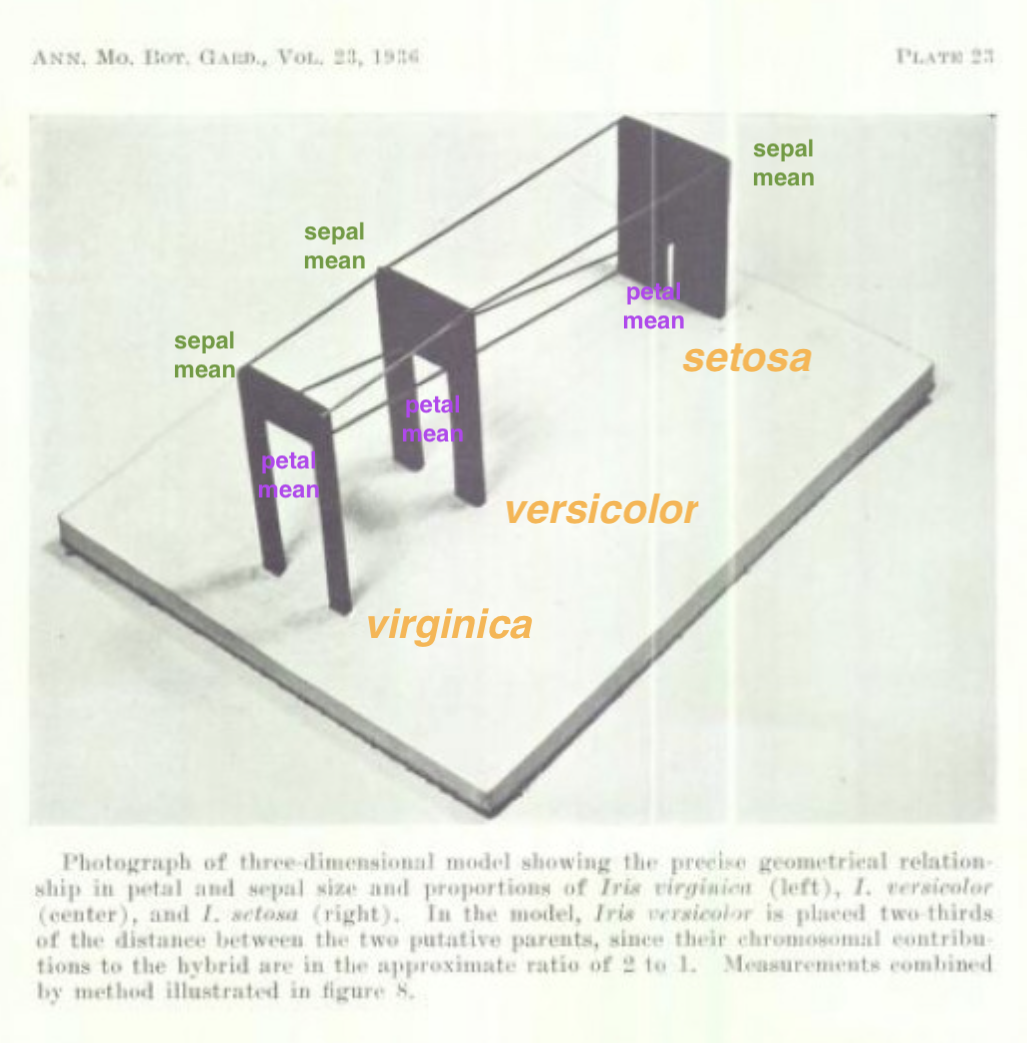 ANN. MO. BOT. GARD., VOL. 23, 1936
PLATE 23
sepal
mean
sepal
mean
sepal
mean
petal
mean
setosa
petal
mean
petal
mean
versicolor
virginica
Photograph of three-dimensional model showing the precise geometrical relation-
ship in petal and sepal size and proportions of Iris virginica (left), I. versicolor
(center), and I. setosa (right). In the model, Iris versicolor is placed two-thirds
of the distance between the two putative parents, since their chromosomal contribu-
tions to the hybrid are in the approximate ratio of 2 to 1. Measurements combined
by method illustrated in figure 8.